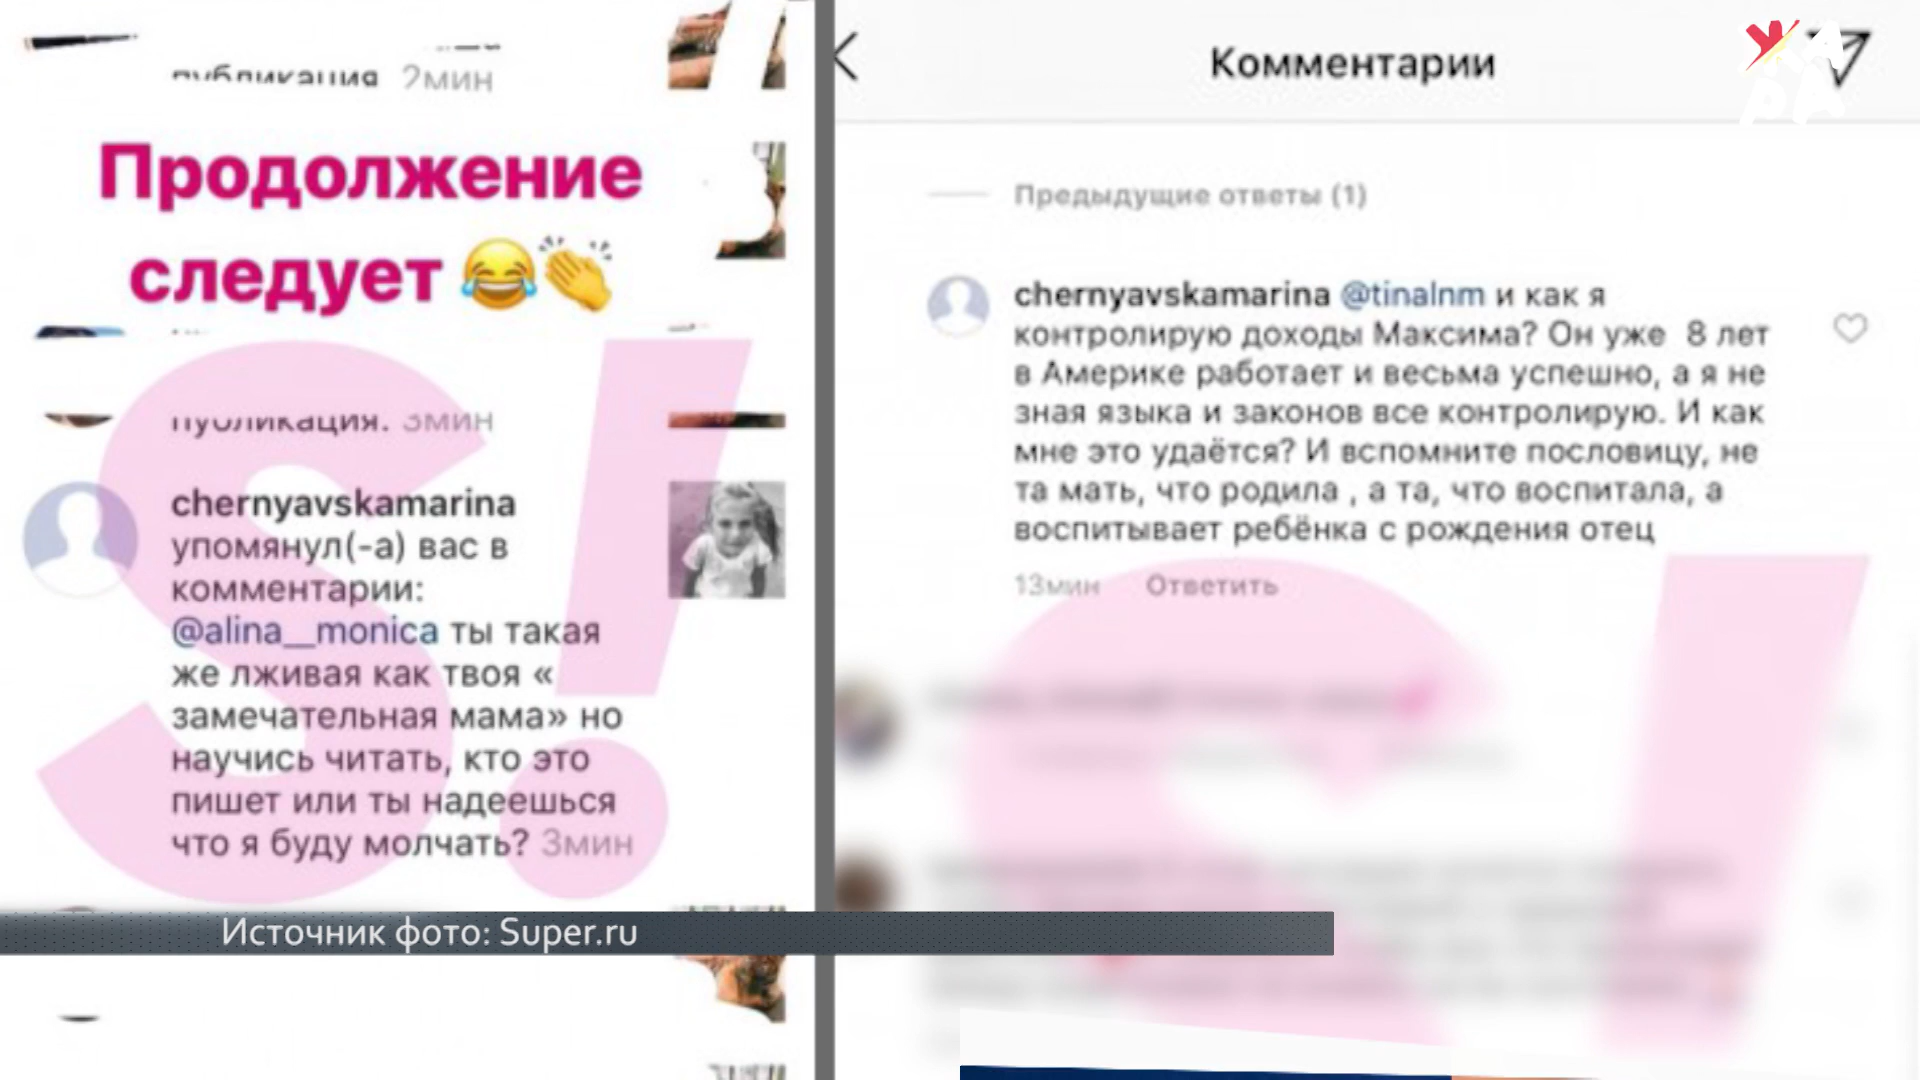 публикация 2мин
Продолжение
следует 😂👏
публикация. 3мин
chernyavskamarina
упомянул(-а) вас в
комментарии:
@alina__monica ты такая
же лживая как твоя «
замечательная мама» но
научись читать, кто это
пишет или ты надеешься
что я буду молчать? 3мин
Комментарии
Предыдущие ответы (1)
chernyavskamarina @tinalnm и как я
контролирую доходы Максима? Он уже 8 лет
в Америке работает и весьма успешно, а я не
зная языка и законов все контролирую. И как
мне это удаётся? И вспомните пословицу, не
та мать, что родила , а та, что воспитала, а
воспитывает ребёнка с рождения отец
13мин Ответить
S!
S!
ЖАРА
Источник фото: Super.ru